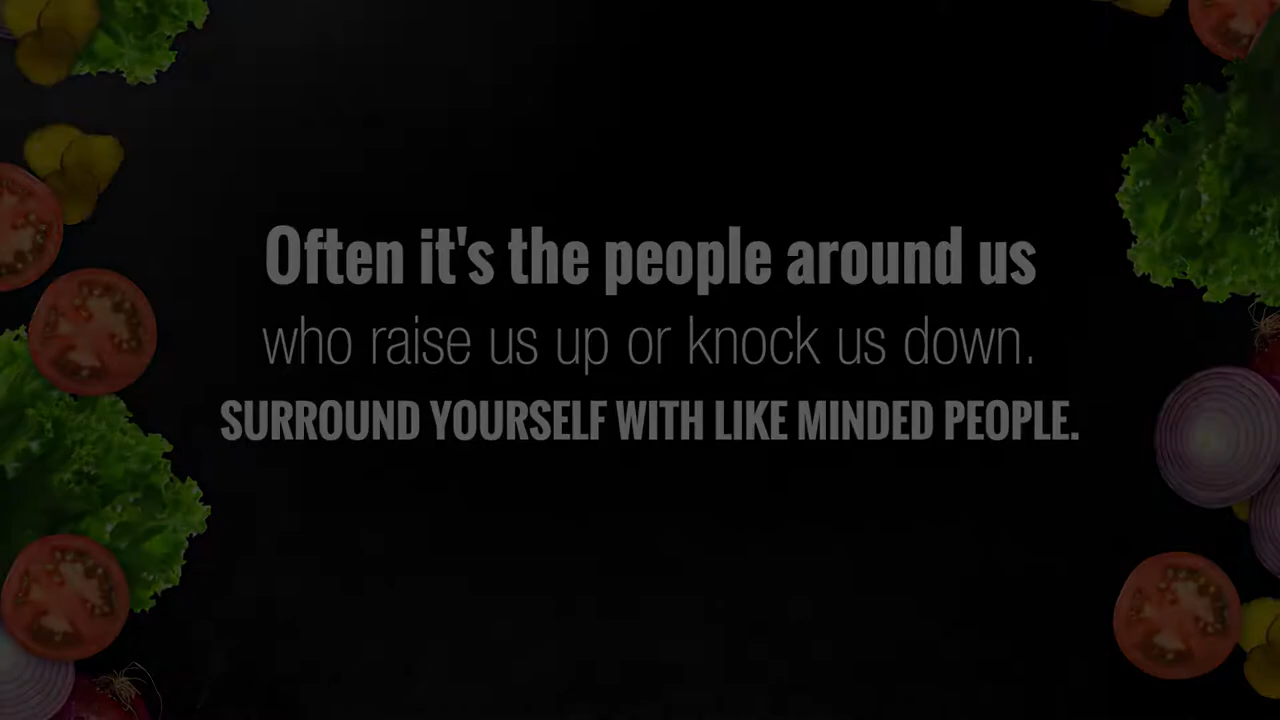 Often it's the people around us
who raise us up or knock us down.
SURROUND YOURSELF WITH LIKE MINDED PEOPLE.